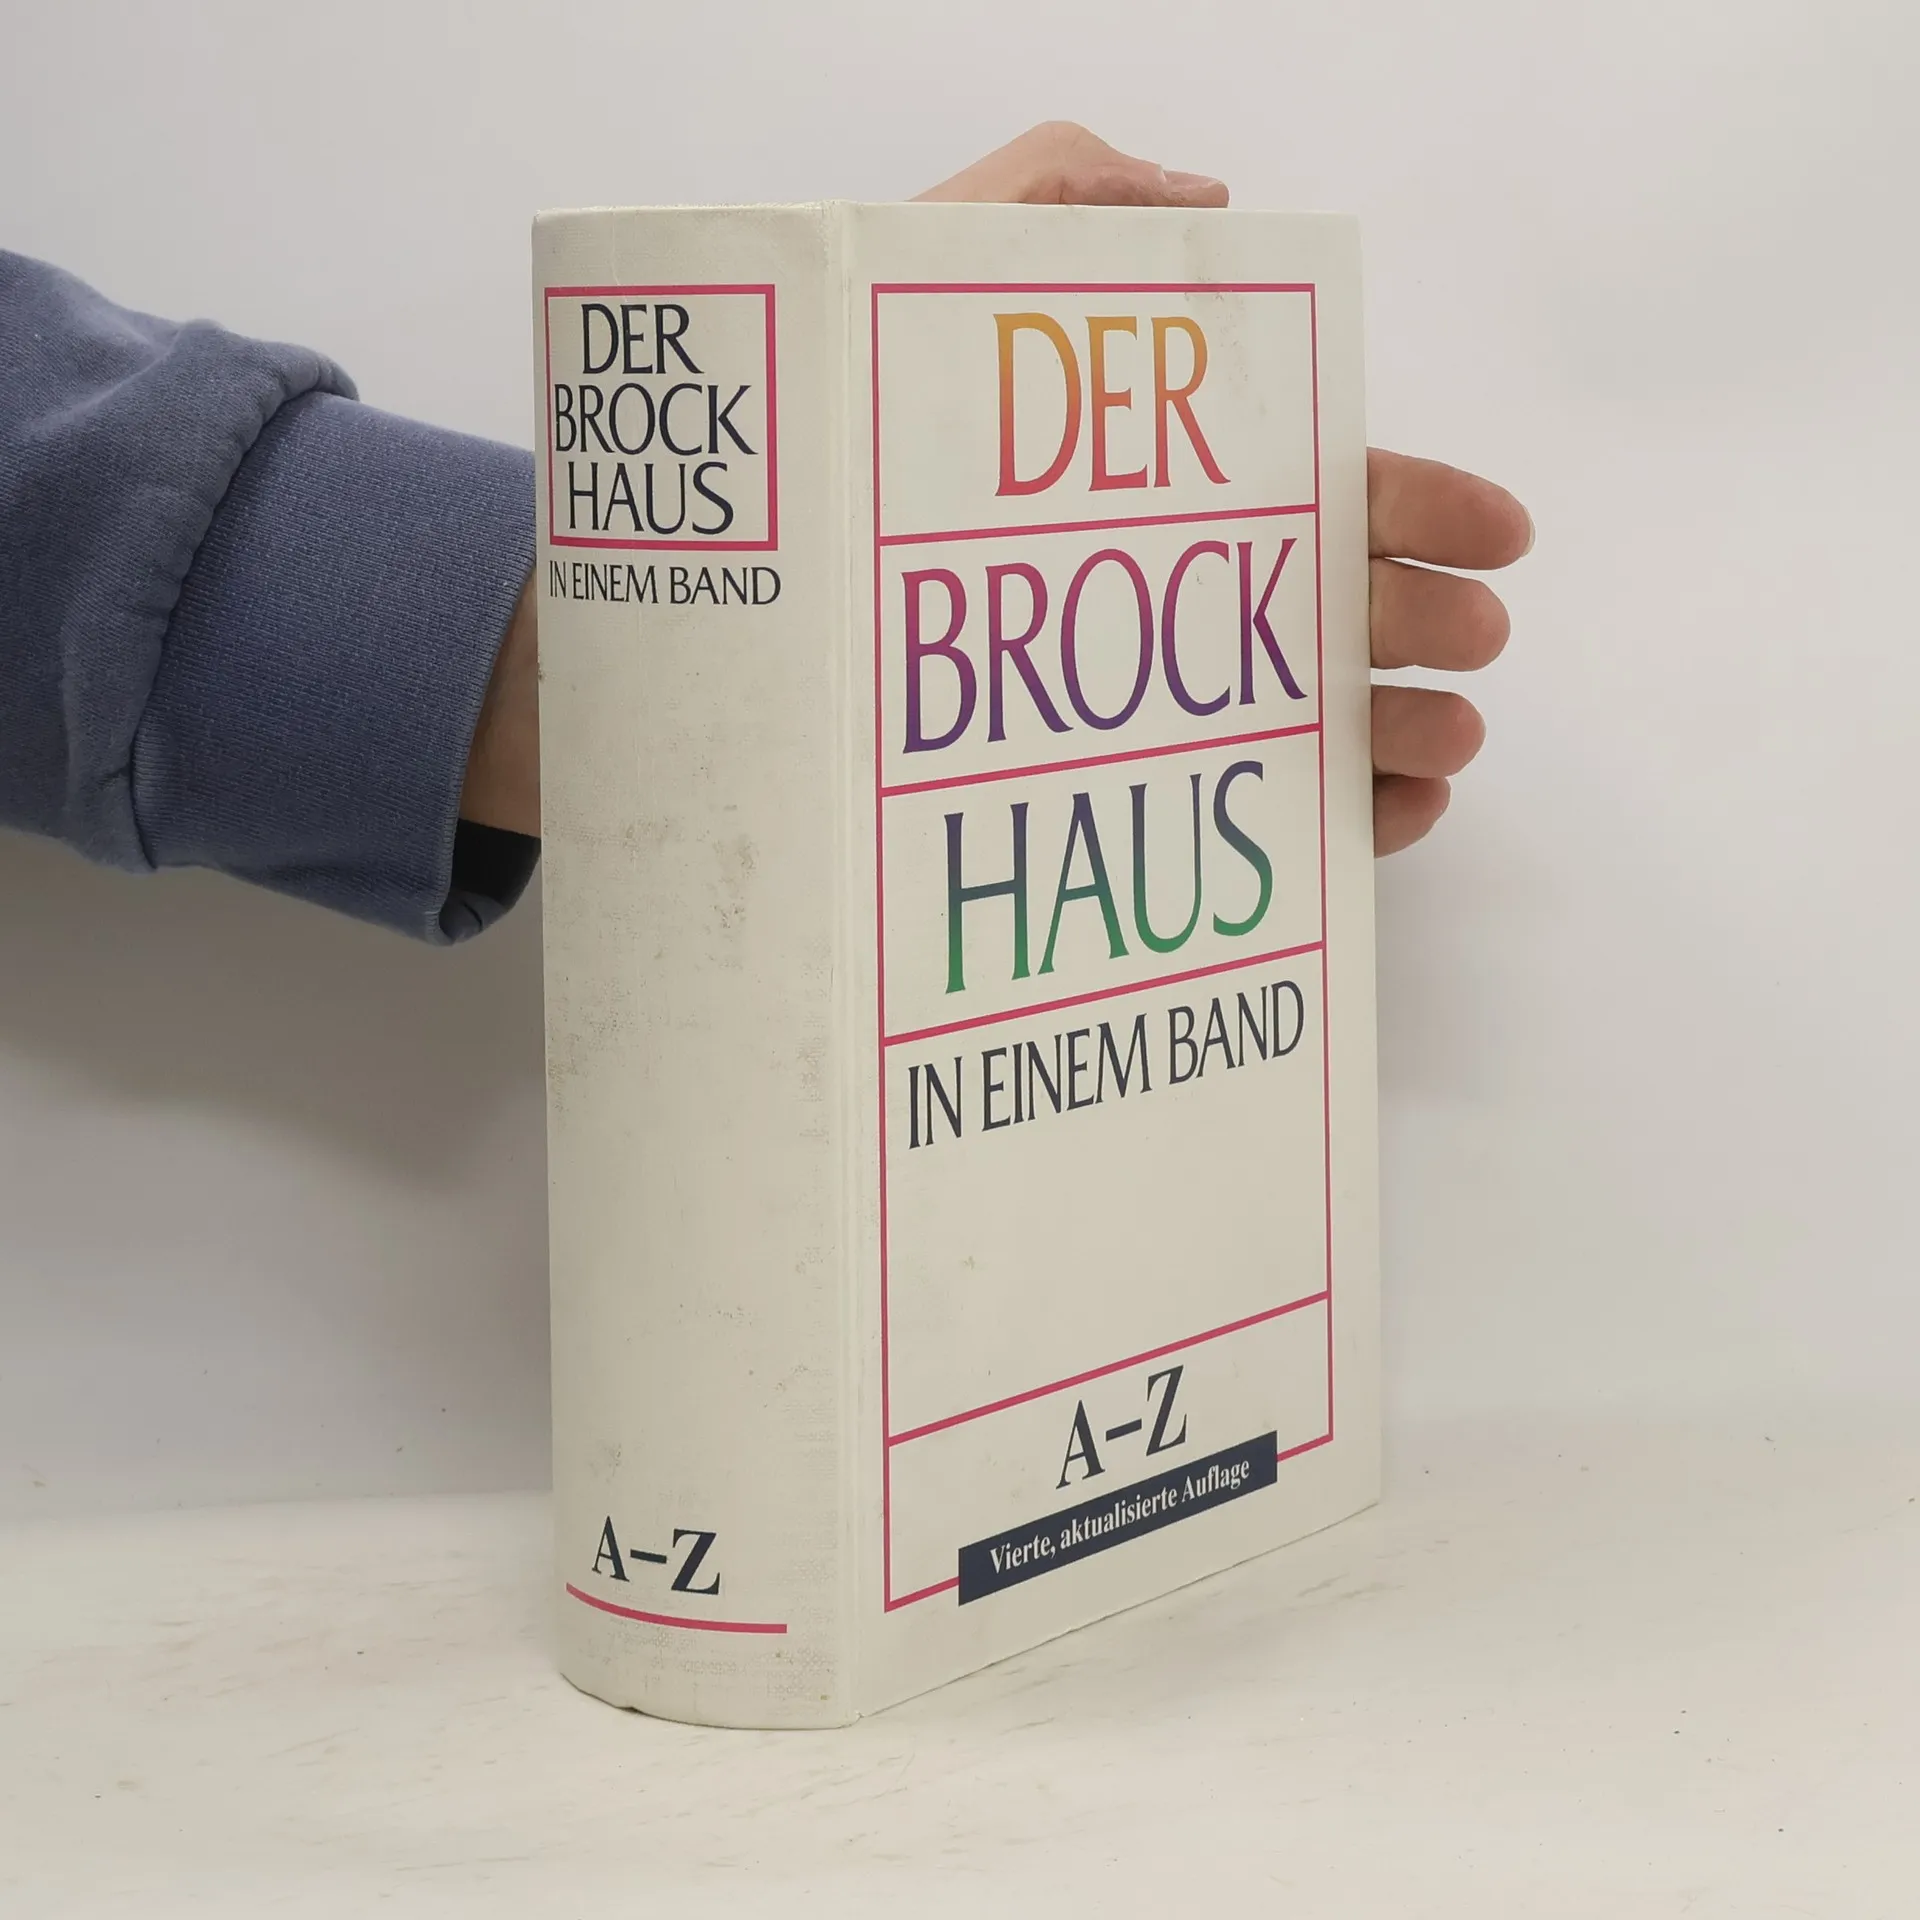 DER
BROCK
HAUS
IN EINEM BAND
A–Z
DER
BROCK
HAUS
IN EINEM BAND
A–Z
Vierte, aktualisierte Auflage